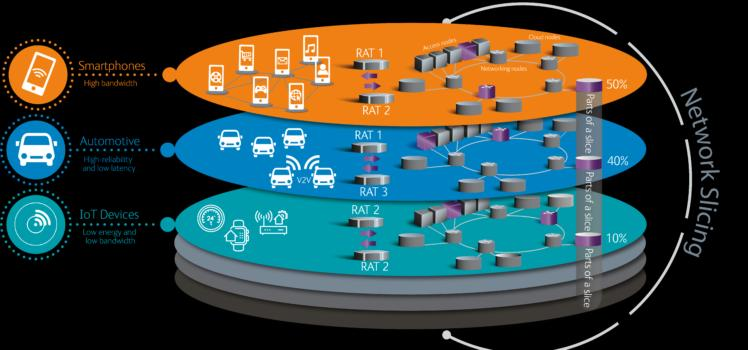 Smartphones
High bandwidth
RAT 1
RAT 2
Access nodes
Cloud nodes
Networking nodes
50%
Parts of a slice
Automotive
High-reliability
and low latency
V2V
RAT 1
RAT 3
40%
Parts of a slice
IoT Devices
Low energy and
low bandwidth
24
RAT 2
RAT 2
10%
Parts of a slice
Network Slicing